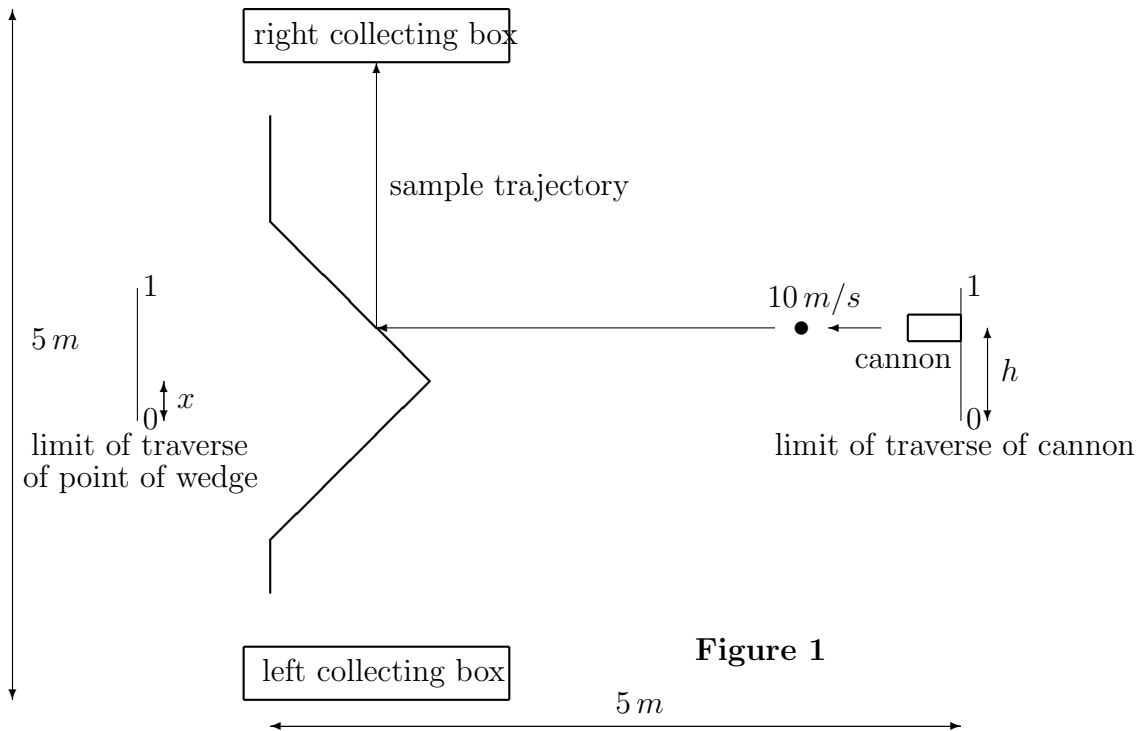 right collecting box
sample trajectory
1
10 m/s
1
5 m
cannon
x
h
0
0
limit of traverse
of point of wedge
limit of traverse of cannon
left collecting box
Figure 1
5 m